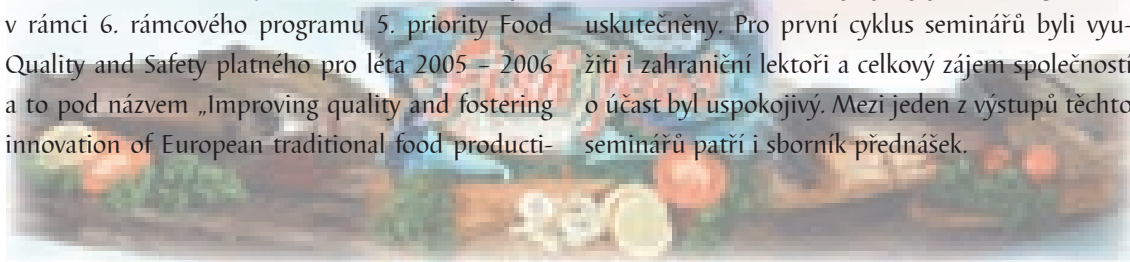 v rámci 6. rámcového programu 5. priority Food
Quality and Safety platného pro léta 2005 – 2006
a to pod názvem „Improving quality and fostering
innovation of European traditional food producti-
uskutečněny. Pro první cyklus seminářů byli vyu-
žiti i zahraniční lektoři a celkový zájem společností
o účast byl uspokojivý. Mezi jeden z výstupů těchto
seminářů patří i sborník přednášek.